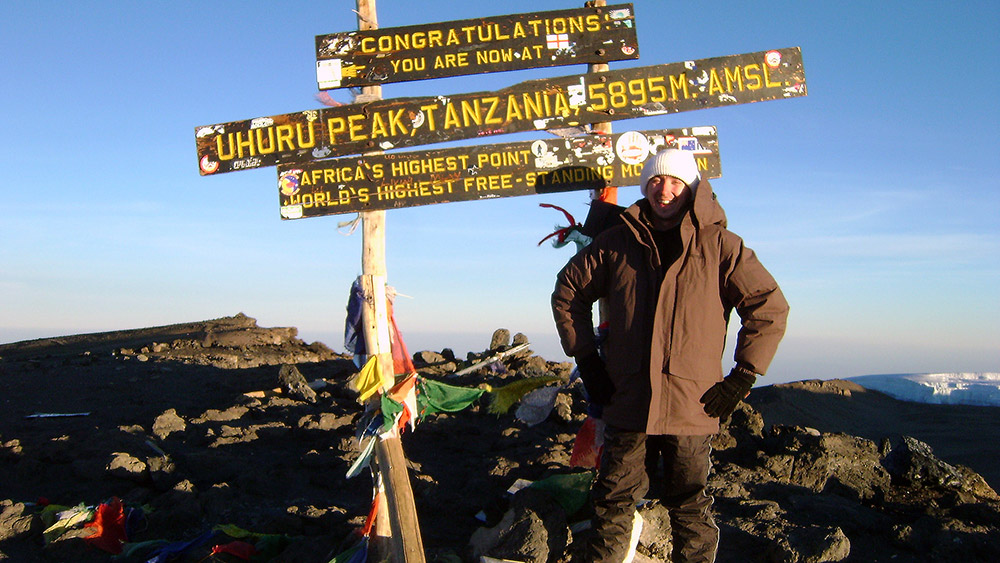 CONGRATULATIONS!
YOU ARE NOW AT
UHURU PEAK, TANZANIA, 5895M. AMSL
AFRICA'S HIGHEST POINT
WORLD'S HIGHEST FREE-STANDING